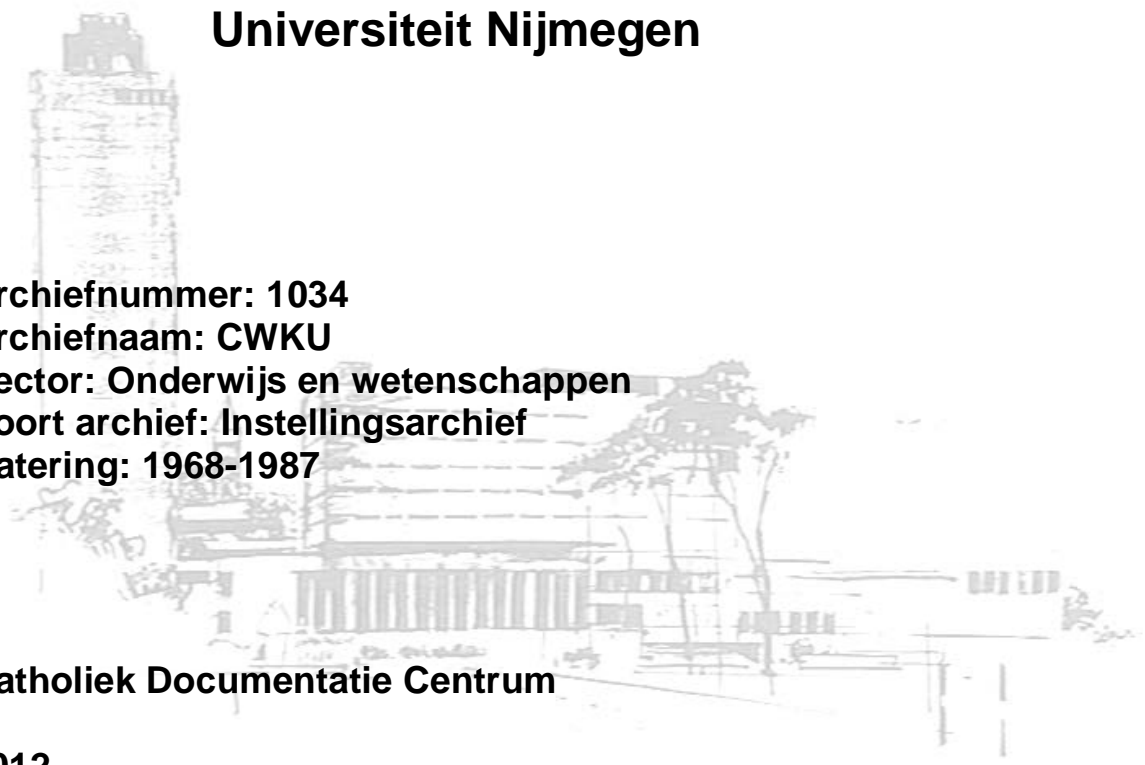 Universiteit Nijmegen
rchiefnummer: 1034
rchiefnaam: CWKU
ector: Onderwijs en wetenschappen
oort archief: Instellingsarchief
atering: 1968-1987
atholiek Documentatie Centrum